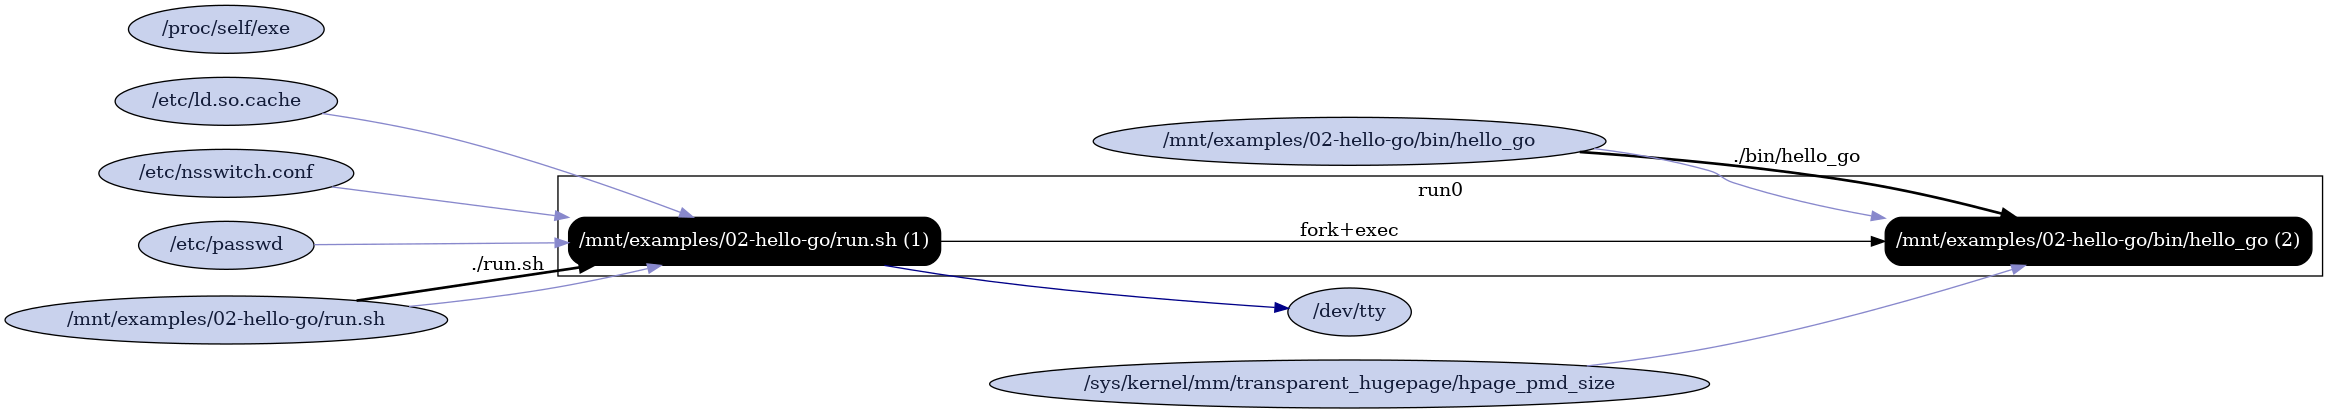 /proc/self/exe
/etc/ld.so.cache
/etc/nsswitch.conf
/etc/passwd
/mnt/examples/02-hello-go/run.sh
./run.sh
run0
/mnt/examples/02-hello-go/run.sh (1)
fork+exec
/mnt/examples/02-hello-go/bin/hello_go
./bin/hello_go
/mnt/examples/02-hello-go/bin/hello_go (2)
/dev/tty
/sys/kernel/mm/transparent_hugepage/hpage_pmd_size